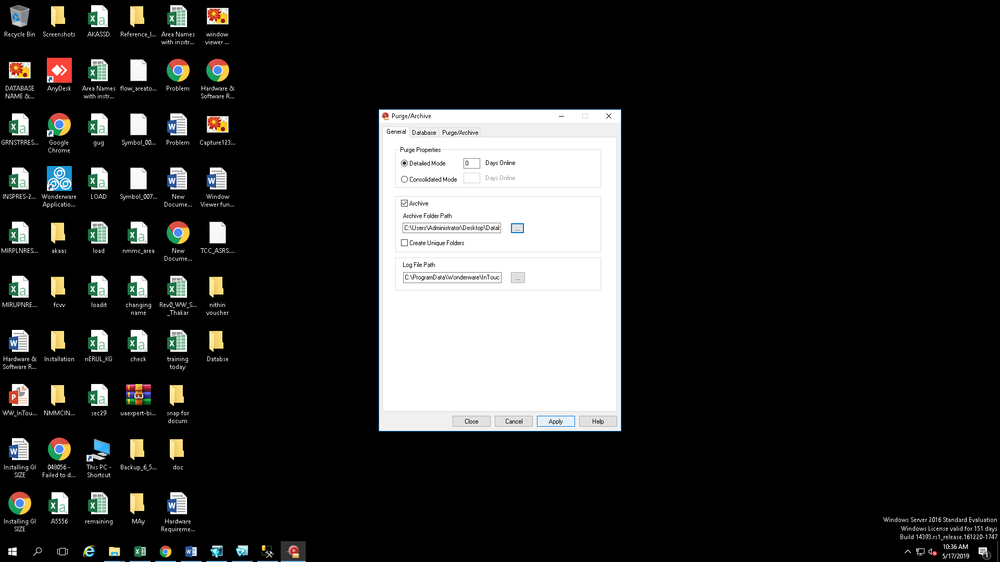 Recycle Bin
Screenshots
AKASSD
Reference_I...
Area Names
with insxtr...
window
viewer ...
DATABASE
NAME &...
AnyDesk
Area Names
with instr...
flow_areato...
Problem
Hardware &
Software R...
GRNSTRRES...
Google
Chrome
gug
Symbol_00...
Problem
Capture123...
INSPRES-2...
Wonderware
Applicatio...
LOAD
Symbol_007...
New
Docume...
Window
Viewer fun...
MIRPLNRES...
akaas
load
nmmc_area
New
Docume...
TCC_ASRS....
MIRUPNRE...
fcvv
loadit
changing
name
Rev0_WW_S...
_Thakar
nithin
voucher
Hardware &
Software R...
Installation
nERUL_KG
check
training
today
Databse
WW_InTou...
NMMCIN...
sec29
uaexpert-bi...
snap for
docum
Installing GI
SIZE
048056 -
Failed to d...
This PC -
Shortcut
Backup_6_5...
doc
Installing GI
SIZE
A5556
remaining
MAy
Hardware
Requireme...
Purge/Archive
General
Database
Purge/Archive
Purge Properties
Detailed Mode
0
Days Online
Consolidated Mode
Days Online
Archive
Archive Folder Path
C:\Users\Administrator\Desktop\Datat
...
Create Unique Folders
Log File Path
C:\ProgramData\Wonderware\InTouc
...
Close
Cancel
Apply
Help
Windows Server 2016 Standard Evaluation
Windows License valid for 151 days
Build 14393.rs1_release.161220-1747
10:36 AM
5/17/2019
1